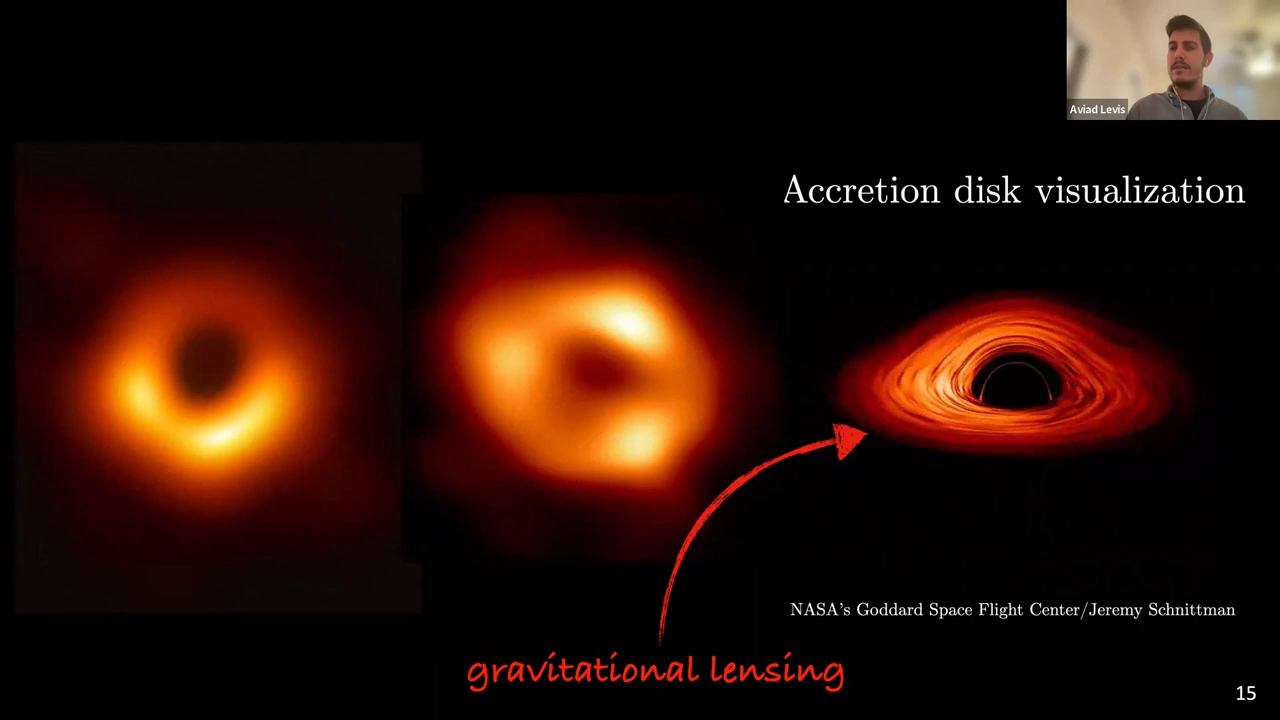 Aviad Levis
Accretion disk visualization
NASA's Goddard Space Flight Center/Jeremy Schnittman
gravitational lensing
15